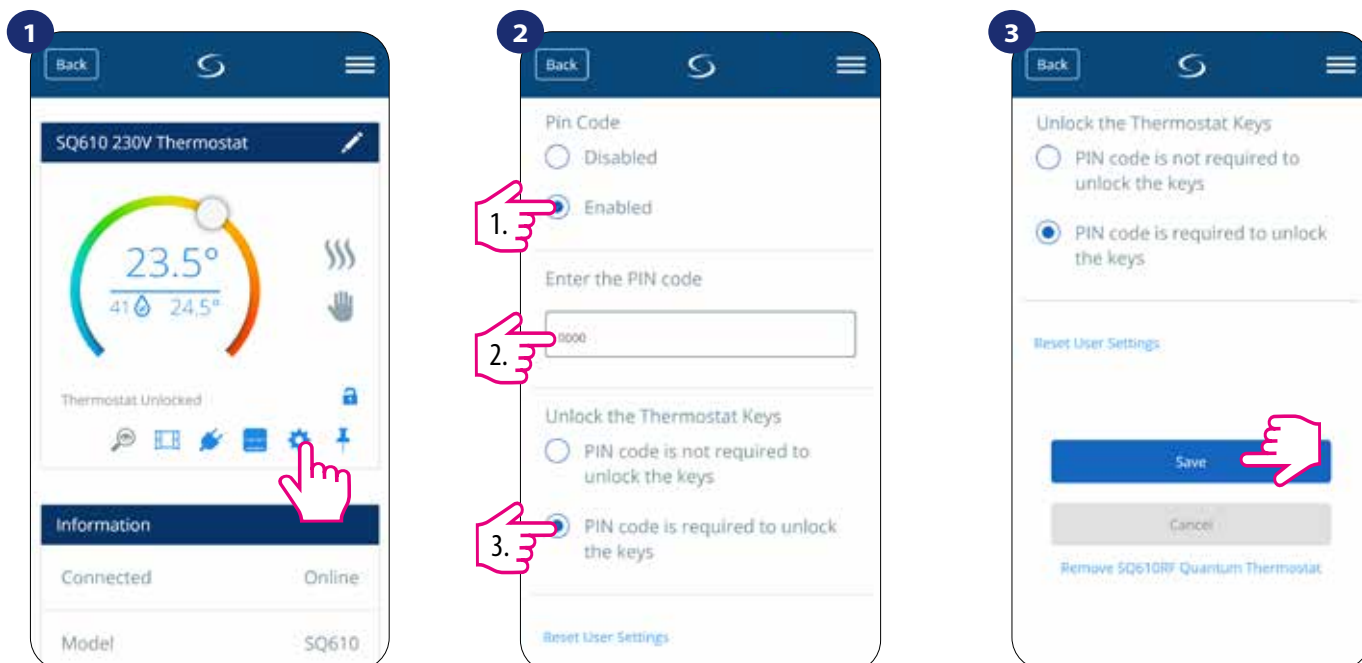 1
Back
SQ610 230V Thermostat
23.5°
41 24.5°
Thermostat Unlocked
Information
Connected Online
Model SQ610
2
Back
Pin Code
Disabled
1.
Enabled
Enter the PIN code
2.
Unlock the Thermostat Keys
PIN code is not required to
unlock the keys
3.
PIN code is required to unlock
the keys
Reset User Settings
3
Back
Unlock the Thermostat Keys
PIN code is not required to
unlock the keys
PIN code is required to unlock
the keys
Reset User Settings
Save
Cancel
Remove SQ610RF Quantum Thermostat